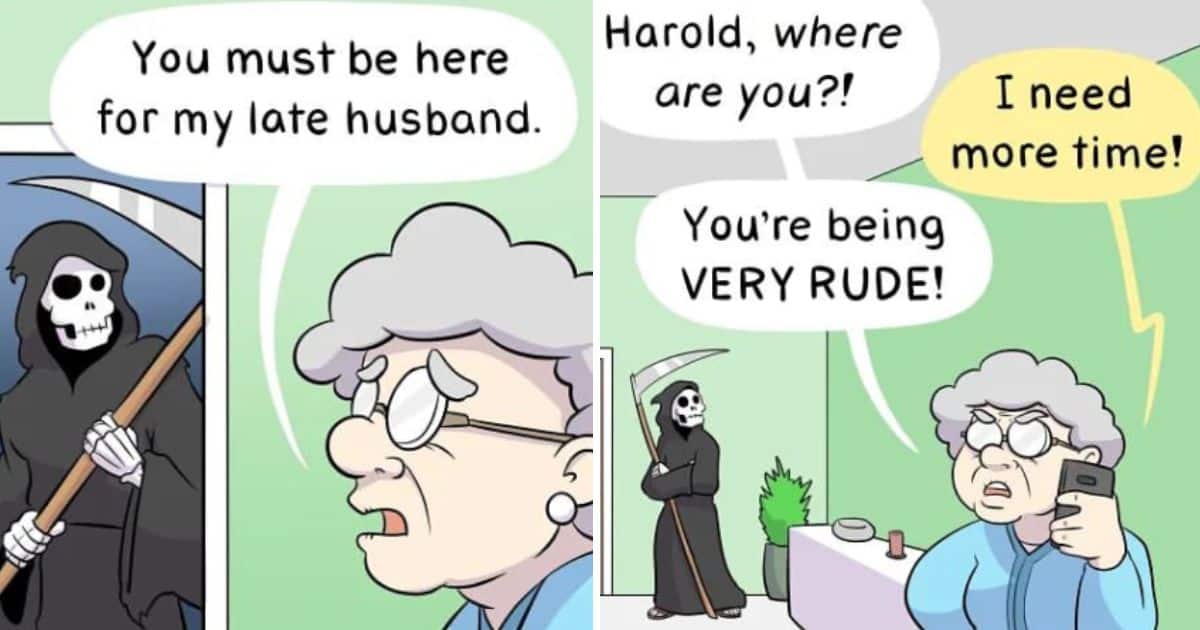 You must be here
for my late husband.
Harold, where
are you?!
I need
more time!
You're being
VERY RUDE!